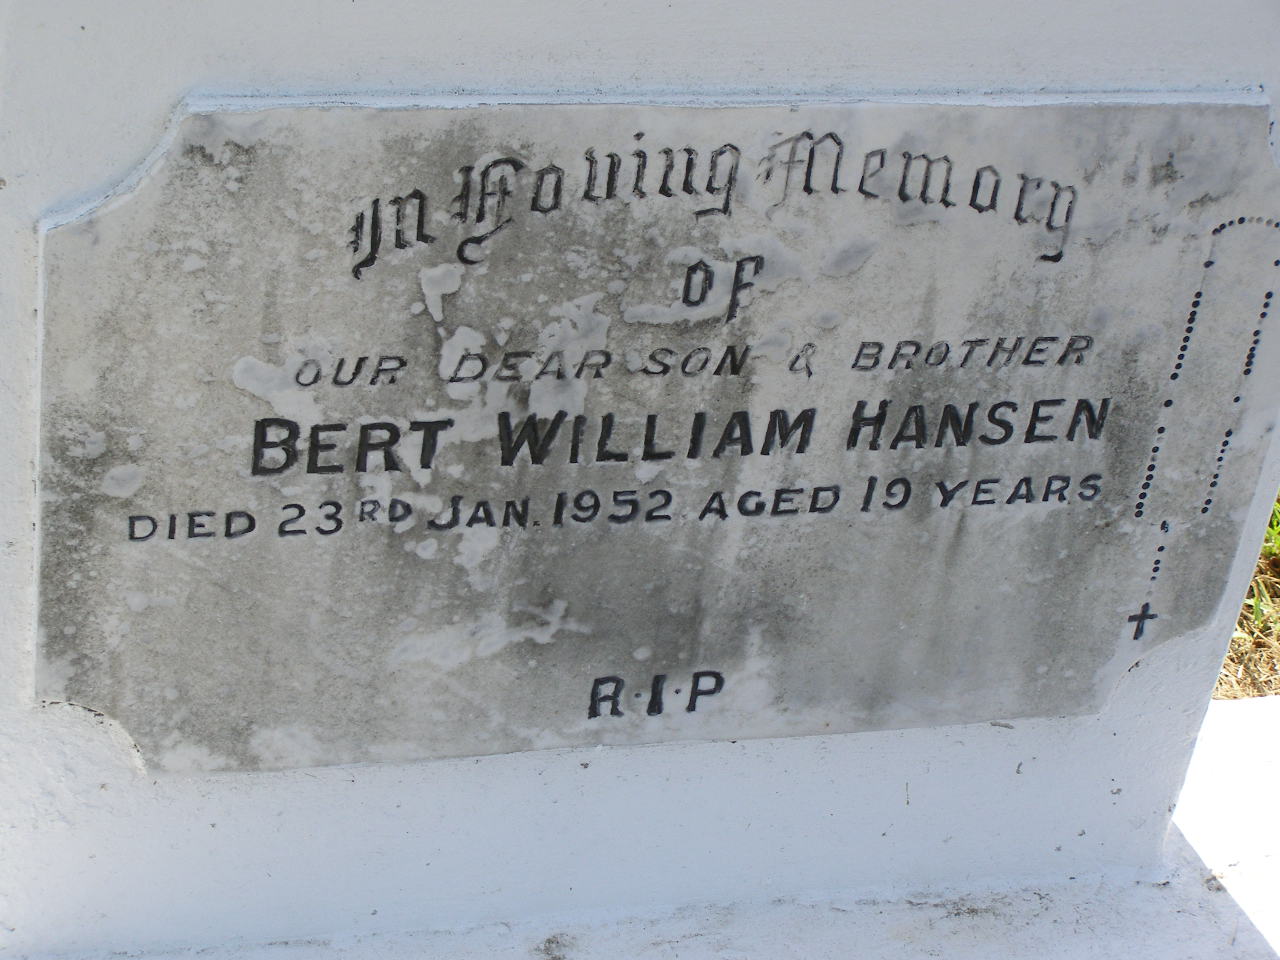 In Loving Memory
of
OUR DEAR SON & BROTHER
BERT WILLIAM HANSEN
DIED 23RD JAN. 1952 AGED 19 YEARS
R·I·P